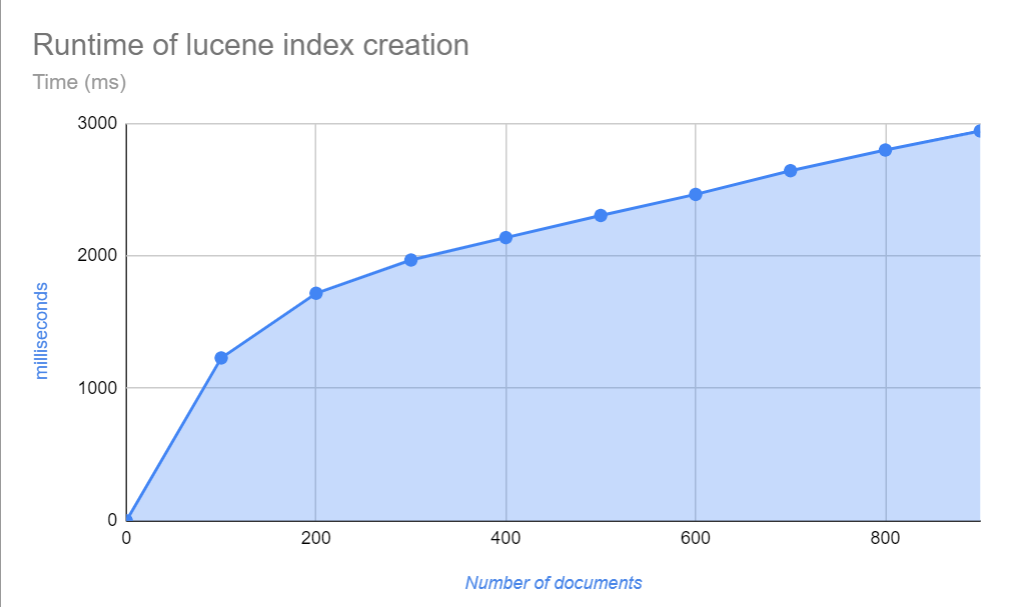 Runtime of lucene index creation
Time (ms)
3000
2000
1000
0
milliseconds
0 200 400 600 800
Number of documents